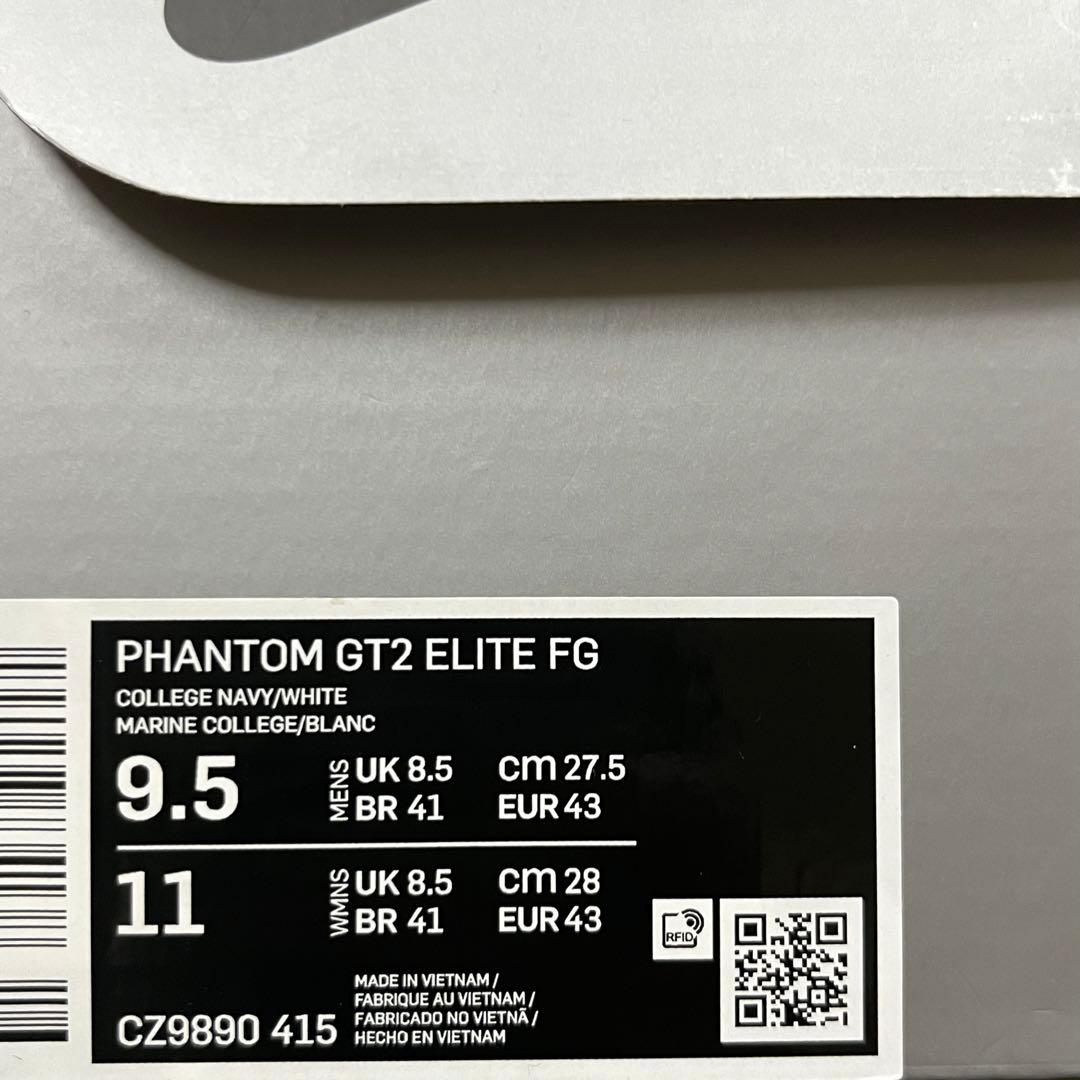 PHANTOM GT2 ELITE FG
COLLEGE NAVY/WHITE
MARINE COLLEGE/BLANC
9.5 MENS UK 8.5 cm 27.5
BR 41 EUR 43
11 WMNS UK 8.5 cm 28
BR 41 EUR 43
RFID
MADE IN VIETNAM /
FABRIQUE AU VIETNAM /
FABRICADO NO VIETNÃ /
HECHO EN VIETNAM
CZ9890 415